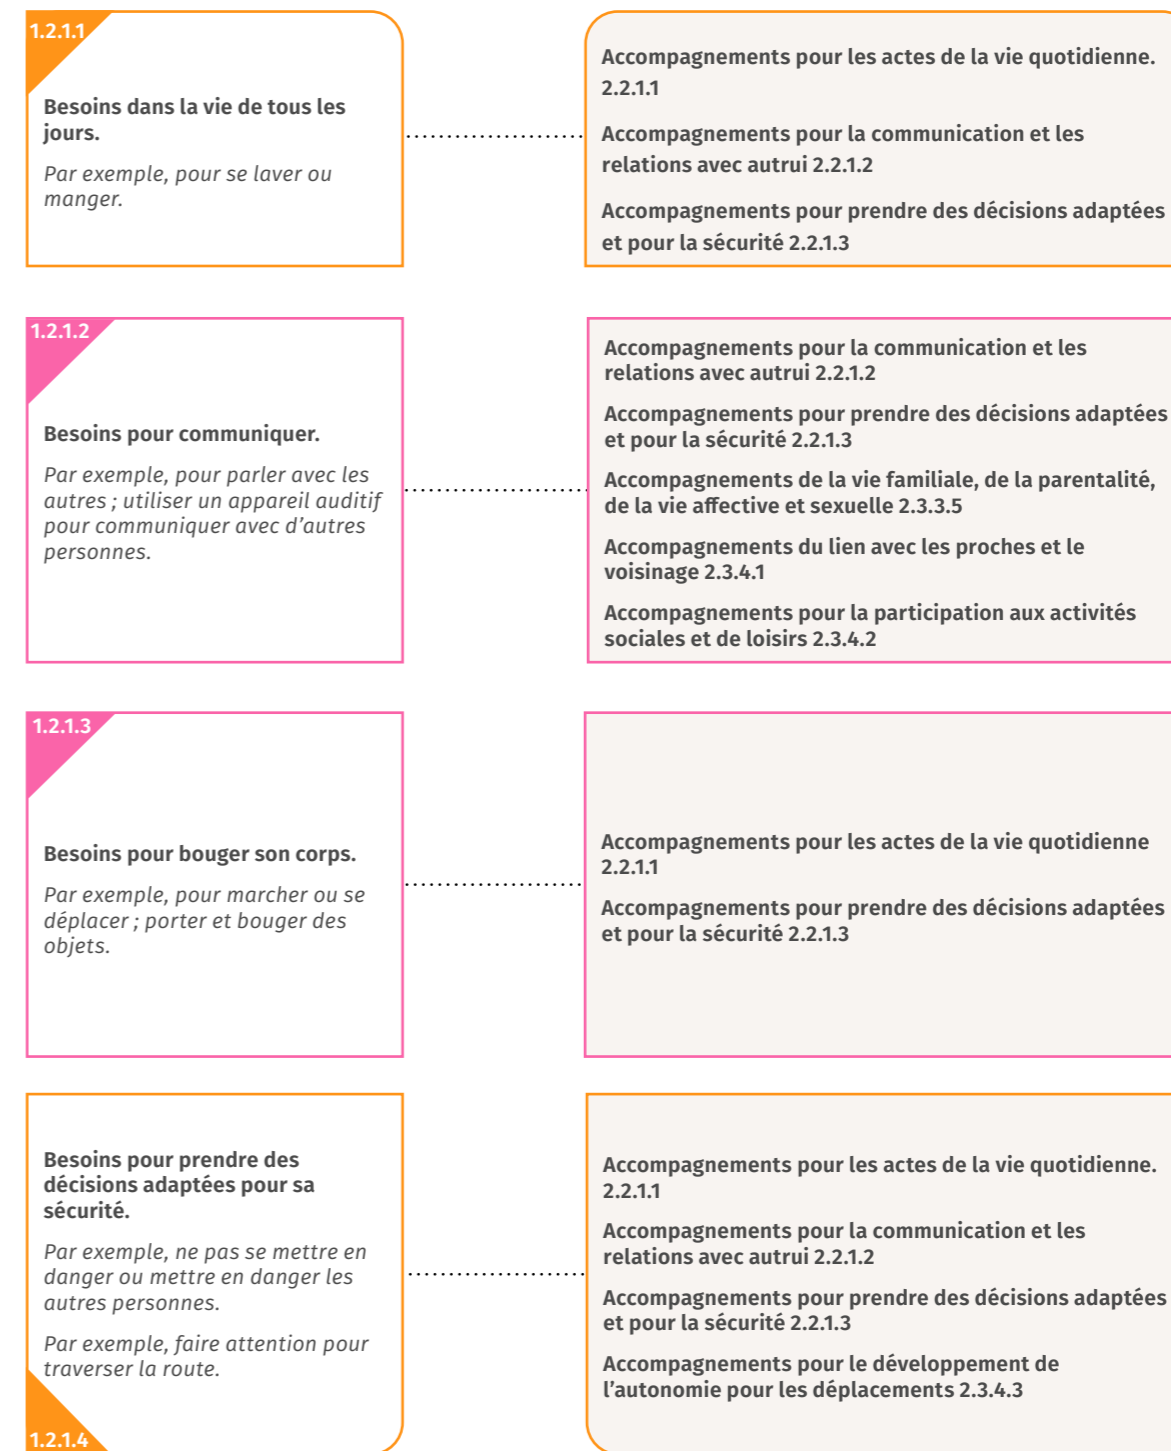 1.2.1.1
Besoins dans la vie de tous les
jours.
Par exemple, pour se laver ou
manger.
Accompagnements pour les actes de la vie quotidienne.
2.2.1.1
Accompagnements pour la communication et les
relations avec autrui 2.2.1.2
Accompagnements pour prendre des décisions adaptées
et pour la sécurité 2.2.1.3
1.2.1.2
Besoins pour communiquer.
Par exemple, pour parler avec les
autres ; utiliser un appareil auditif
pour communiquer avec d'autres
personnes.
Accompagnements pour la communication et les
relations avec autrui 2.2.1.2
Accompagnements pour prendre des décisions adaptées
et pour la sécurité 2.2.1.3
Accompagnements de la vie familiale, de la parentalité,
de la vie affective et sexuelle 2.3.3.5
Accompagnements du lien avec les proches et le
voisinage 2.3.4.1
Accompagnements pour la participation aux activités
sociales et de loisirs 2.3.4.2
1.2.1.3
Besoins pour bouger son corps.
Par exemple, pour marcher ou se
déplacer ; porter et bouger des
objets.
Accompagnements pour les actes de la vie quotidienne
2.2.1.1
Accompagnements pour prendre des décisions adaptées
et pour la sécurité 2.2.1.3
Besoins pour prendre des
décisions adaptées pour sa
sécurité.
Par exemple, ne pas se mettre en
danger ou mettre en danger les
autres personnes.
Par exemple, faire attention pour
traverser la route.
1.2.1.4
Accompagnements pour les actes de la vie quotidienne.
2.2.1.1
Accompagnements pour la communication et les
relations avec autrui 2.2.1.2
Accompagnements pour prendre des décisions adaptées
et pour la sécurité 2.2.1.3
Accompagnements pour le développement de
l'autonomie pour les déplacements 2.3.4.3